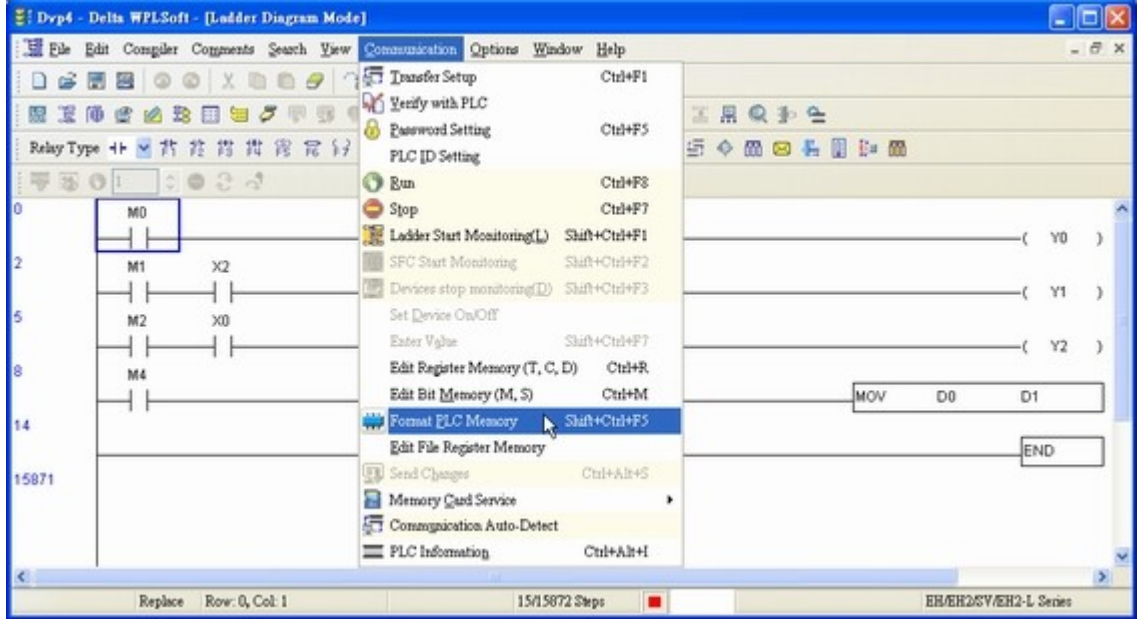 Dvp4 - Delta WPLSoft - [Ladder Diagram Mode]
File Edit Compiler Comments Search View Communication Options Window Help
Transfer Setup Ctrl+F1
Verify with PLC
Password Setting Ctrl+F5
Relay Type
PLC ID Setting
1
Run Ctrl+F8
Stop Ctrl+F7
Ladder Start Monitoring(L) Shift+Ctrl+F1
SFC Start Monitoring Shift+Ctrl+F2
Devices stop monitoring(D) Shift+Ctrl+F3
Set Device On/Off
Enter Value Shift+Ctrl+F7
Edit Register Memory (T, C, D) Ctrl+R
Edit Bit Memory (M, S) Ctrl+M
Format PLC Memory Shift+Ctrl+F5
Edit File Register Memory
Send Changes Ctrl+Alt+S
Memory Card Service
Communication Auto-Detect
PLC Information Ctrl+Alt+I
0 M0 ( Y0 )
2 M1 X2 ( Y1 )
5 M2 X0 ( Y2 )
8 M4 MOV D0 D1
14 END
15871
Replace Row: 0, Col: 1 15/15872 Steps EH/EH2/SV/EH2-L Series